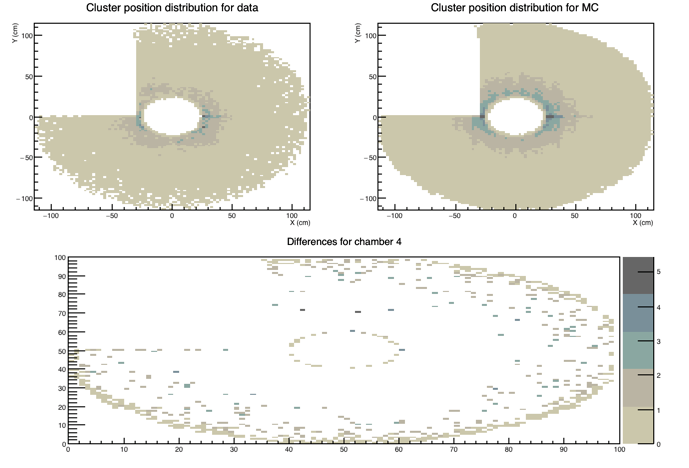 Cluster position distribution for data
Y (cm)
100
50
0
−50
−100
−100 −50 0 50 100
X (cm)
Cluster position distribution for MC
Y (cm)
100
50
0
−50
−100
−100 −50 0 50 100
X (cm)
Differences for chamber 4
100
90
80
70
60
50
40
30
20
10
0
0 10 20 30 40 50 60 70 80 90 100
5
4
3
2
1
0